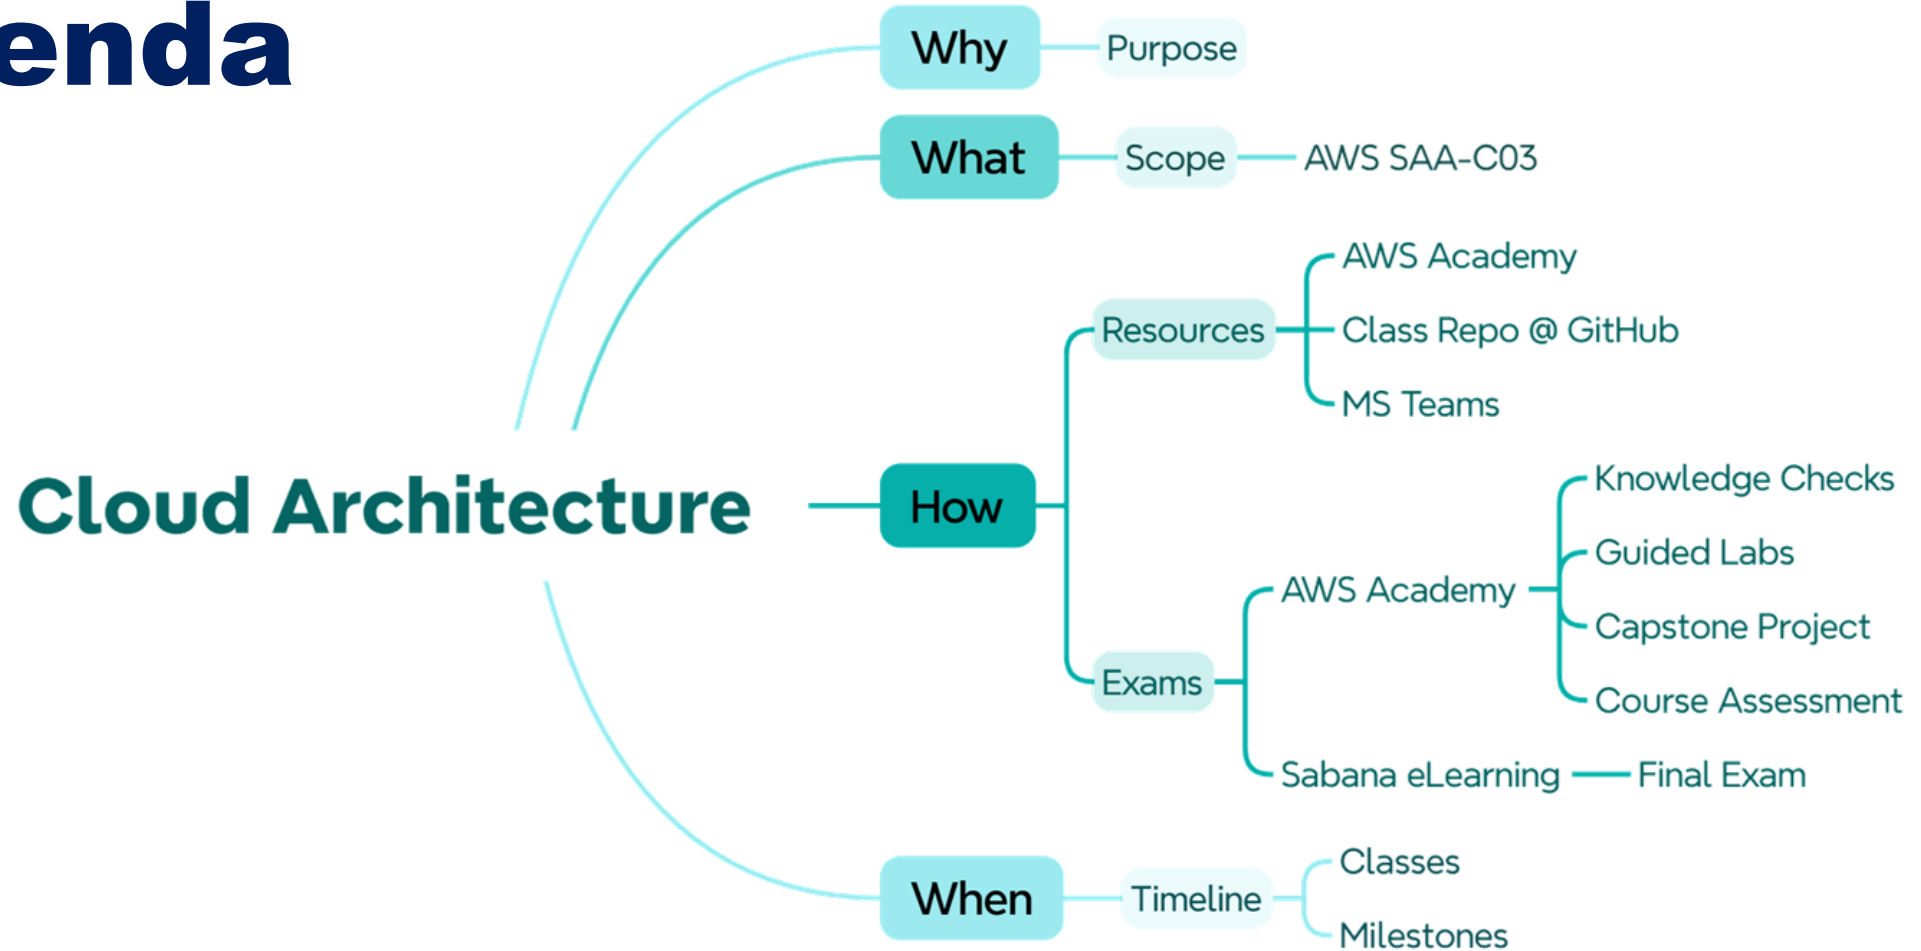 enda
Cloud Architecture
Why
Purpose
What
Scope
AWS SAA-C03
How
Resources
AWS Academy
Class Repo @ GitHub
MS Teams
Exams
AWS Academy
Knowledge Checks
Guided Labs
Capstone Project
Course Assessment
Sabana eLearning
Final Exam
When
Timeline
Classes
Milestones